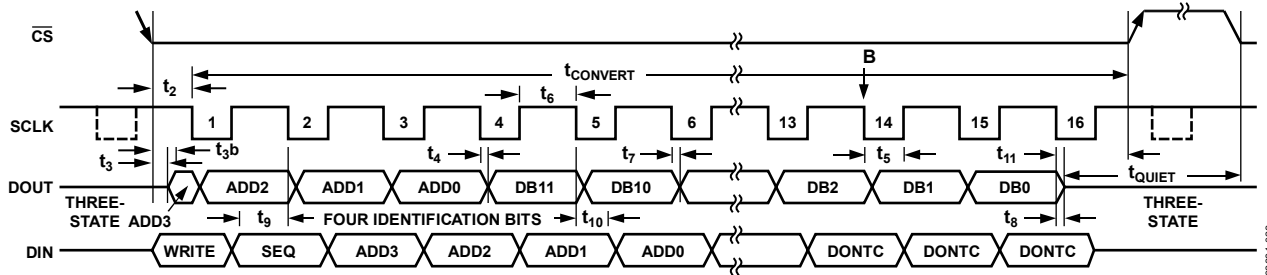 CS
B
tCONVERT
t2
t6
SCLK
1 2 3 4 5 6 13 14 15 16
t3b
t3
t4
t7
t5
t11
DOUT
ADD2 ADD1 ADD0 DB11 DB10 DB2 DB1 DB0
tQUIET
THREE-
STATE ADD3
THREE-
STATE
t9
FOUR IDENTIFICATION BITS
t10
t8
DIN
WRITE SEQ ADD3 ADD2 ADD1 ADD0 DONTC DONTC DONTC